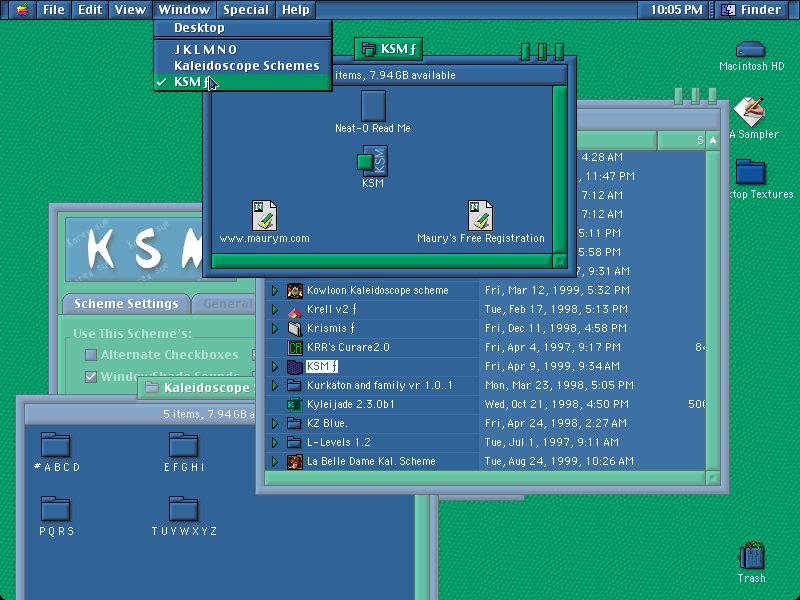 File Edit View Window Special Help 10:05 PM Finder
Desktop
J K L M N O
Kaleidoscope Schemes
✓ KSM ƒ
KSM ƒ
items, 7.94 GB available
Neat-O Read Me
KSM
KSM
www.maurym.com
Maury's Free Registration
Macintosh HD
A Sampler
ktop Textures
Trash
S
4:28 AM
, 11:47 PM
7:12 AM
7:12 AM
5:11 PM
5:58 PM
9:31 AM
Kowloon Kaleidoscope scheme Fri, Mar 12, 1999, 5:32 PM
Krell v2 ƒ Tue, Feb 17, 1998, 5:13 PM
Krismis ƒ Fri, Dec 11, 1998, 4:58 PM
KRR's Curare2.0 Fri, Apr 4, 1997, 9:17 PM 84
KSM ƒ Fri, Apr 9, 1999, 9:34 AM
Kurkaton and family vr 1.0..1 Mon, Mar 23, 1998, 5:05 PM
Kyleijade 2.3.0b1 Wed, Oct 21, 1998, 4:50 PM 500
KZ Blue. Fri, Apr 24, 1998, 2:27 AM
L-Levels 1.2 Tue, Jul 1, 1997, 9:11 AM
La Belle Dame Kal. Scheme Tue, Aug 24, 1999, 10:26 AM
KSM
Scheme Settings
General
Use This Scheme's:
Alternate Checkboxes
WindowShade Sounds
Kaleidoscope S
5 items, 7.94 GB a
#A B C D
E F G H I
P Q R S
T U V W X Y Z